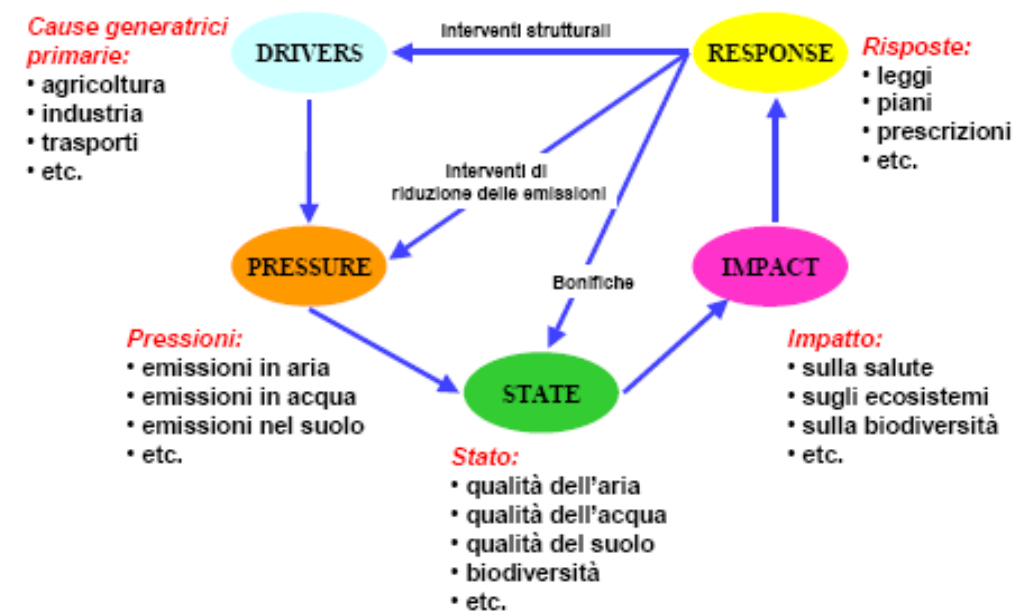 Cause generatrici
primarie:
• agricoltura
• industria
• trasporti
• etc.
DRIVERS
Interventi strutturali
RESPONSE
Risposte:
• leggi
• piani
• prescrizioni
• etc.
Interventi di
riduzione delle emissioni
PRESSURE
Bonifiche
IMPACT
Pressioni:
• emissioni in aria
• emissioni in acqua
• emissioni nel suolo
• etc.
STATE
Stato:
• qualità dell'aria
• qualità dell'acqua
• qualità del suolo
• biodiversità
• etc.
Impatto:
• sulla salute
• sugli ecosistemi
• sulla biodiversità
• etc.